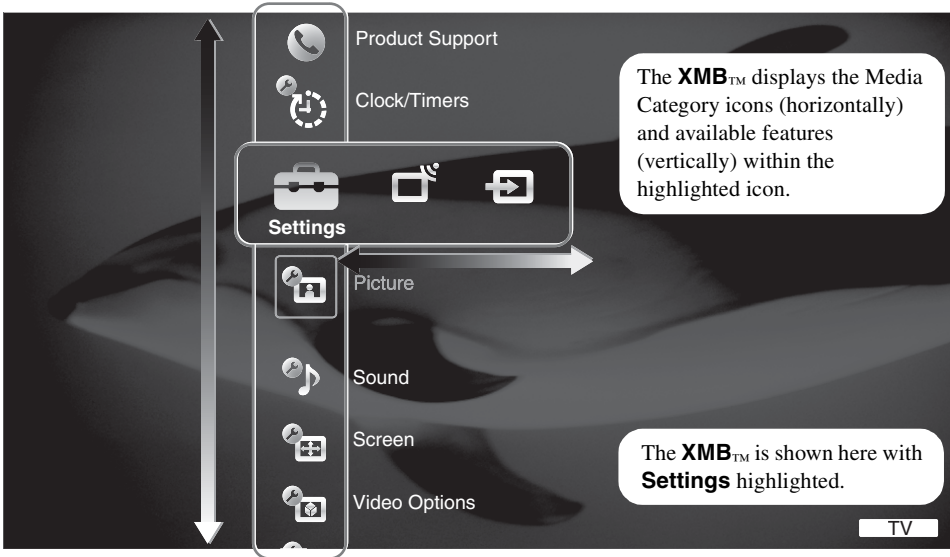 Product Support
Clock/Timers
The XMB™ displays the Media
Category icons (horizontally)
and available features
(vertically) within the
highlighted icon.
Settings
Picture
Sound
Screen
Video Options
The XMB™ is shown here with
Settings highlighted.
TV